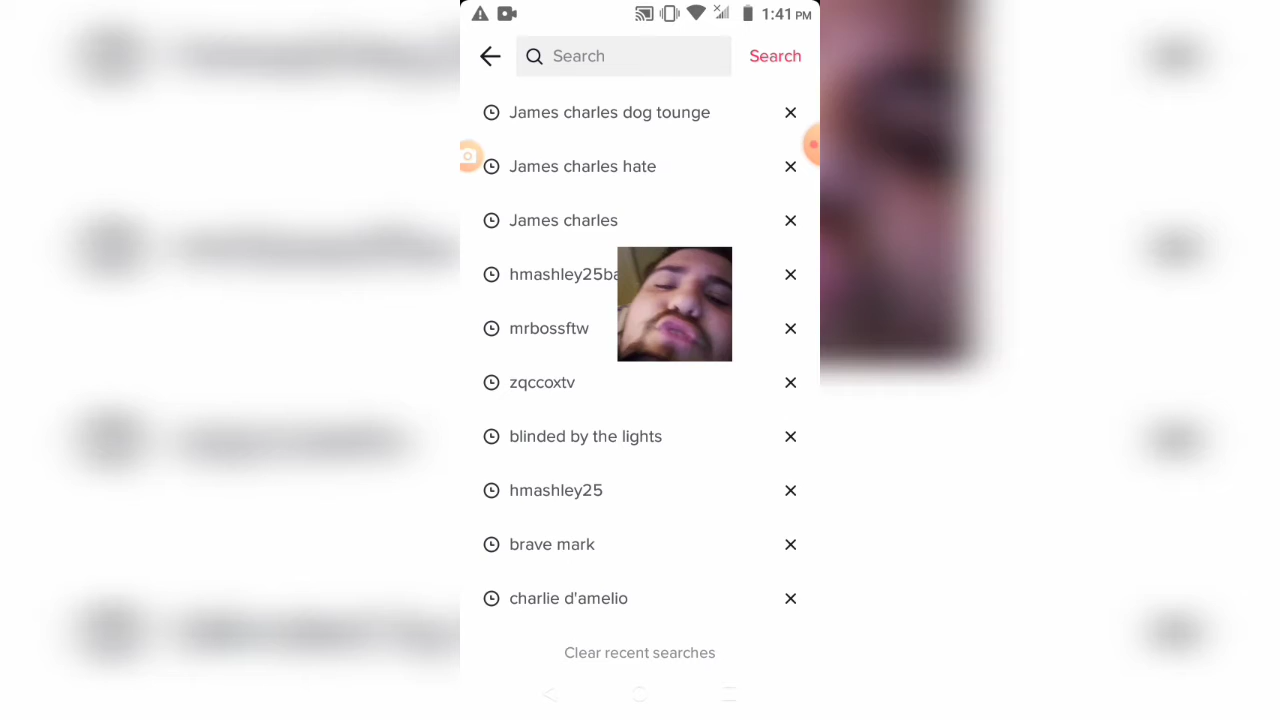 1:41 PM
Search Search
James charles dog tounge
James charles hate
James charles
hmashley25ba
mrbossftw
zqccoxtv
blinded by the lights
hmashley25
brave mark
charlie d'amelio
Clear recent searches